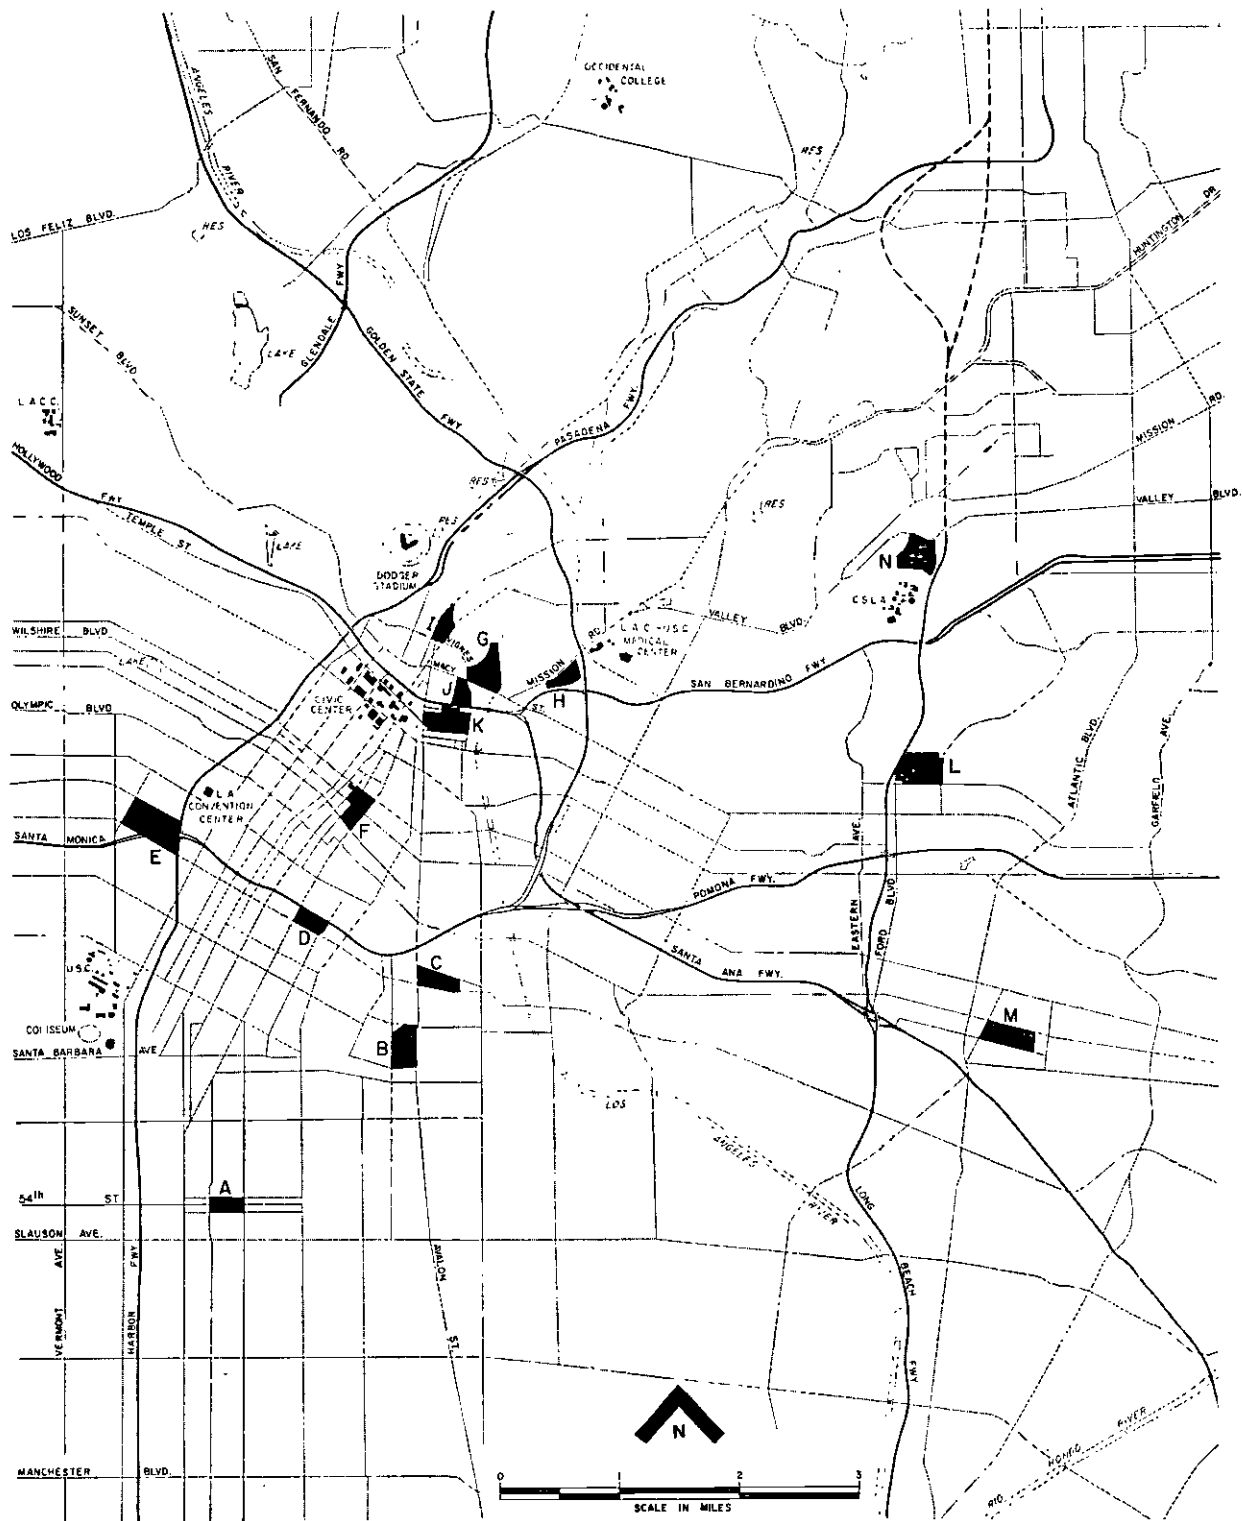 OCCIDENTAL
COLLEGE
ANGELES
RIVER
SAN
FERNANDO
RD.
RES
RES
LOS FELIZ BLVD.
HUNTINGTON DR
SUNSET
BLVD.
LAKE
GLENDALE
FWY
GOLDEN
STATE
FWY
PASADENA
FWY.
L A C C
HOLLYWOOD
FWY
TEMPLE ST.
MISSION
RD.
VALLEY BLVD.
RES
RES
RES
LAKE
DODGER
STADIUM
N
C S L A
WILSHIRE BLVD
LAKE
I
G
VIGNES
MACY
ST.
J
K
MISSION
RD.
H
L.A.C.-U.S.C.
MEDICAL
CENTER
VALLEY
BLVD.
SAN BERNARDINO FWY
CIVIC
CENTER
OLYMPIC BLVD
L
ATLANTIC BLVD.
GARFIELD AVE.
L A
CONVENTION
CENTER
F
SANTA MONICA
E
POMONA FWY.
EASTERN AVE.
FORD BLVD
D
C
SANTA
ANA FWY.
U.S.C.
COLISEUM
SANTA BARBARA AVE
B
M
LOS
ANGELES
RIVER
A
54th ST
SLAUSON AVE.
VERMONT AVE.
HARBOR FWY
AVALON
ST.
LONG
BEACH
FWY
N
RIO
HONDO
RIVER
MANCHESTER BLVD.
0 1 2 3
SCALE IN MILES